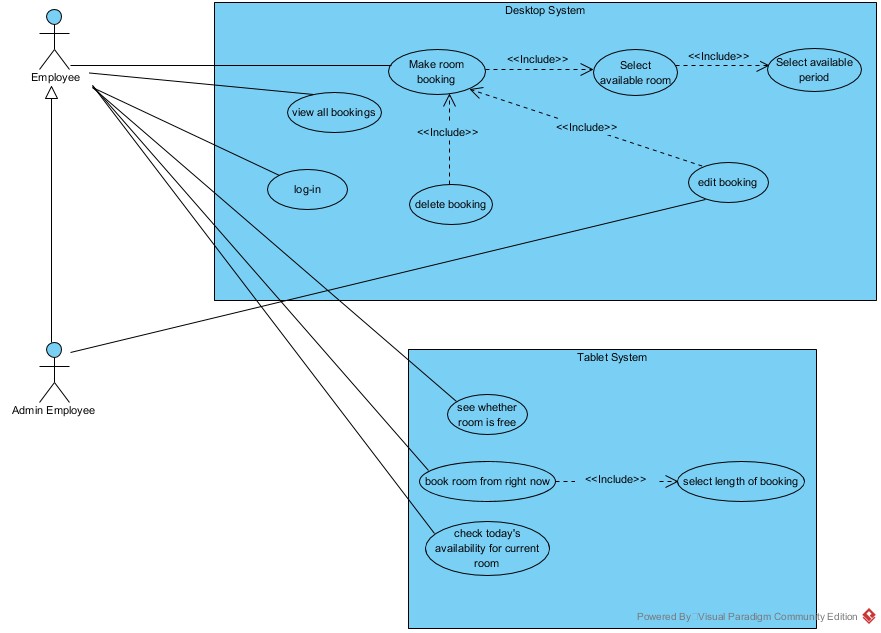 Desktop System
Employee
Make room
booking
<<Include>>
Select
available room
<<Include>>
Select available
period
view all bookings
<<Include>>
<<Include>>
log-in
delete booking
edit booking
Admin Employee
Tablet System
see whether
room is free
book room from right now
<<Include>>
select length of booking
check today's
availability for current
room
Powered By Visual Paradigm Community Edition